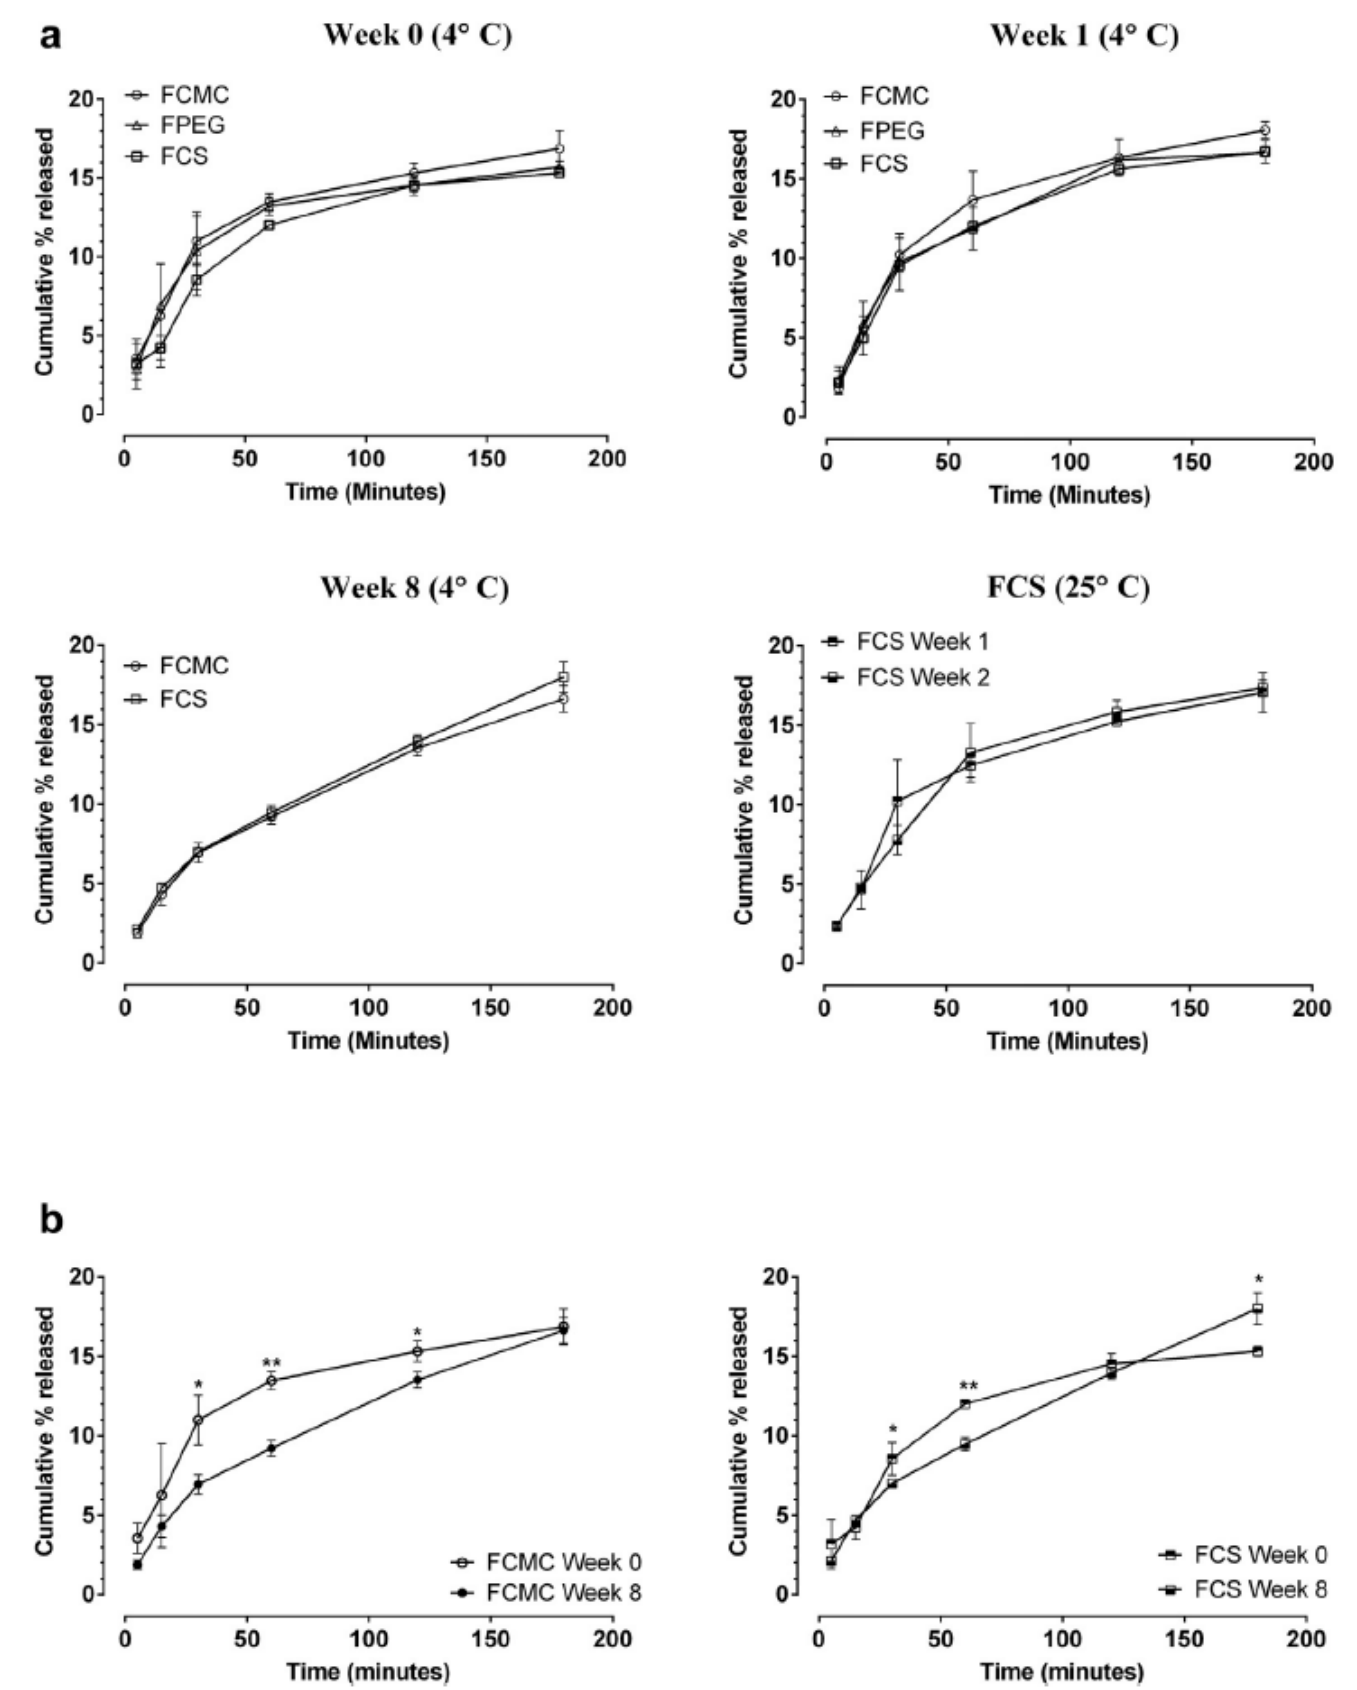 a
Week 0 (4° C)
FCMC
FPEG
FCS
20
15
10
5
0
Cumulative % released
0 50 100 150 200
Time (Minutes)
Week 1 (4° C)
FCMC
FPEG
FCS
20
15
10
5
0
Cumulative % released
0 50 100 150 200
Time (Minutes)
Week 8 (4° C)
FCMC
FCS
20
15
10
5
0
Cumulative % released
0 50 100 150 200
Time (Minutes)
FCS (25° C)
FCS Week 1
FCS Week 2
20
15
10
5
0
Cumulative % released
0 50 100 150 200
Time (Minutes)
b
20
15
10
5
0
Cumulative % released
*
**
*
FCMC Week 0
FCMC Week 8
0 50 100 150 200
Time (minutes)
20
15
10
5
0
Cumulative % released
*
**
*
FCS Week 0
FCS Week 8
0 50 100 150 200
Time (minutes)